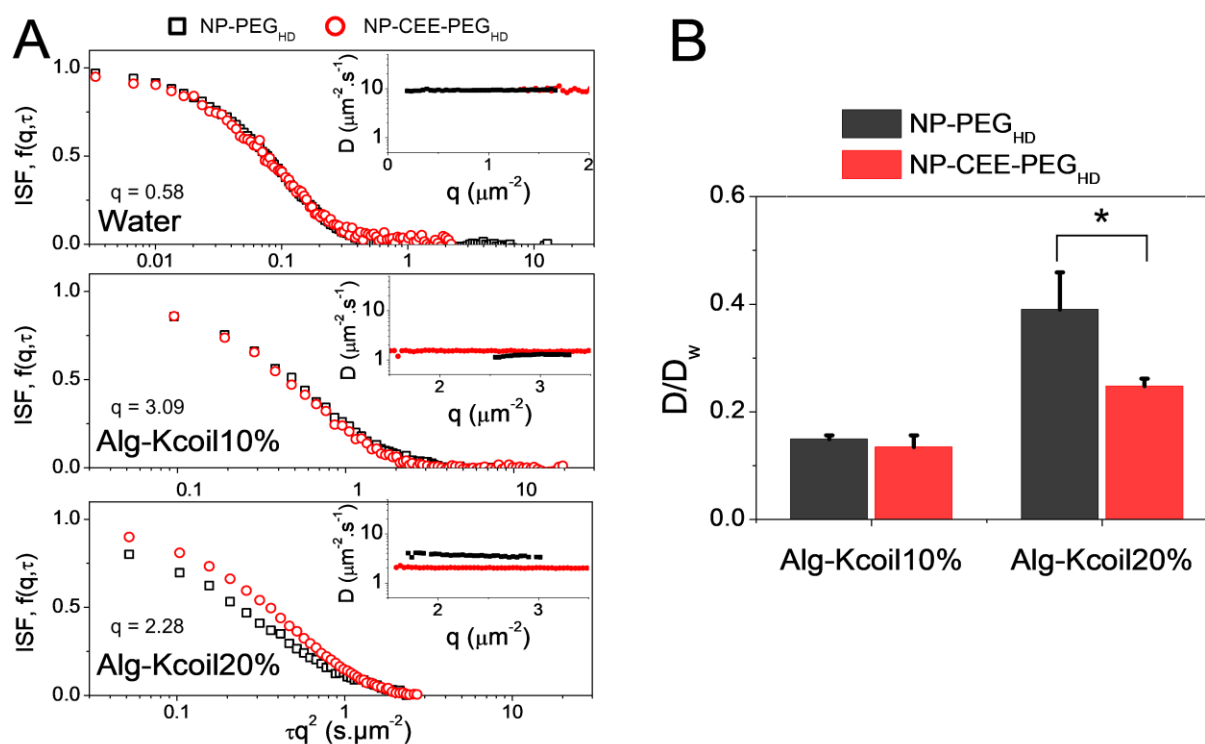 A
NP-PEG_HD NP-CEE-PEG_HD
1.0
0.5
0.0
ISF, f(q,τ)
q = 0.58
Water
0.01 0.1 1 10
10
1
D (μm⁻².s)
0 1 2
q (μm⁻²)
1.0
0.5
0.0
ISF, f(q,τ)
q = 3.09
Alg-Kcoil10%
0.1 1 10
10
1
D (μm⁻².s)
2 3
q (μm⁻²)
1.0
0.5
0.0
ISF, f(q,τ)
q = 2.28
Alg-Kcoil20%
0.1 1 10
τq² (s.μm⁻²)
10
1
D (μm⁻².s)
2 3
q (μm⁻²)
B
NP-PEG_HD
NP-CEE-PEG_HD
0.6
0.4
0.2
0.0
D/D_w
*
Alg-Kcoil10% Alg-Kcoil20%